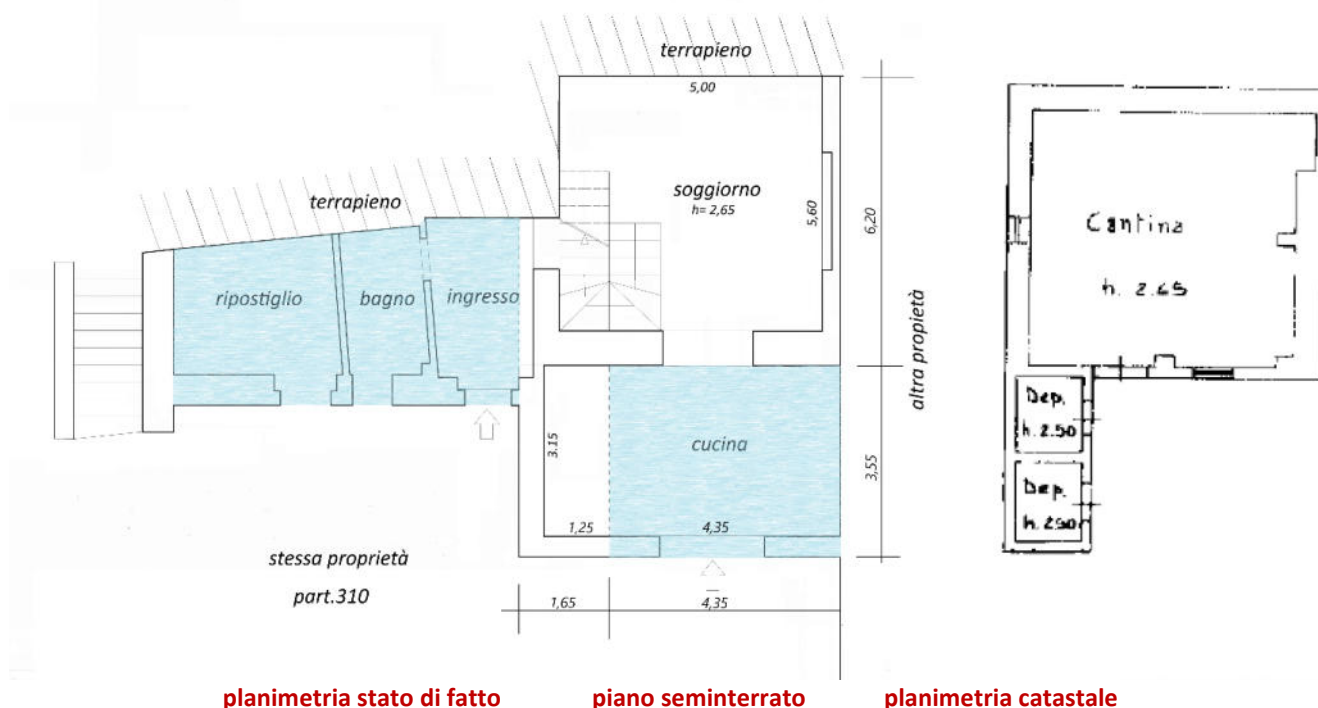 terrapieno
5,00
soggiorno
h= 2,65
5,60
6,20
terrapieno
ripostiglio
bagno
ingresso
altra propietà
cucina
3.15
3,55
1,25
4,35
stessa proprietà
part.310
1,65
4,35
Cantina
h. 2.65
Dep.
h. 2.50
Dep.
h. 2.50
planimetria stato di fatto
piano seminterrato
planimetria catastale